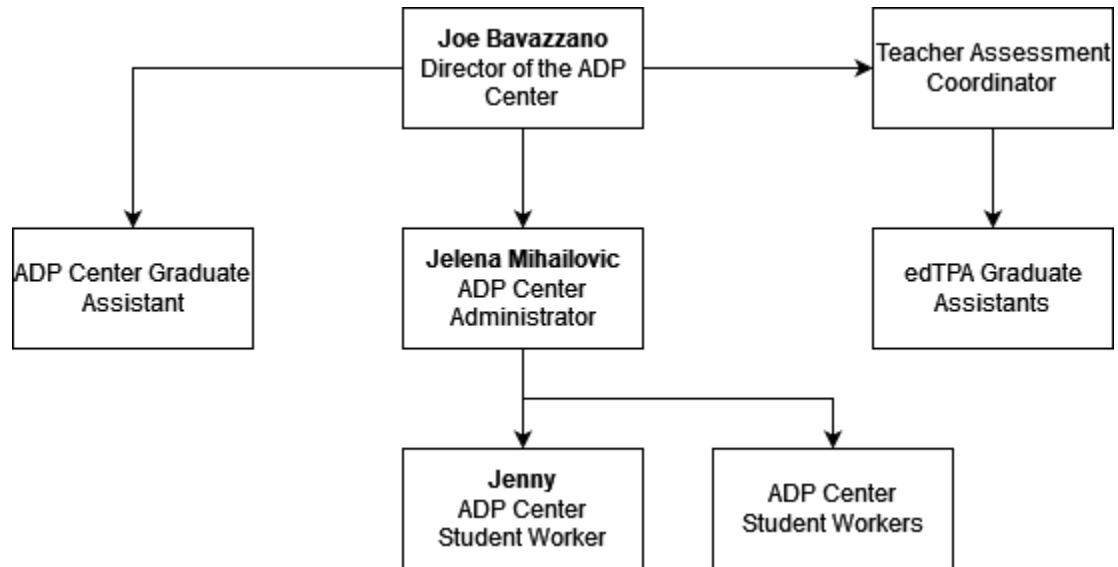 Joe Bavazzano
Director of the ADP
Center
Teacher Assessment
Coordinator
ADP Center Graduate
Assistant
Jelena Mihailovic
ADP Center
Administrator
edTPA Graduate
Assistants
Jenny
ADP Center
Student Worker
ADP Center
Student Workers